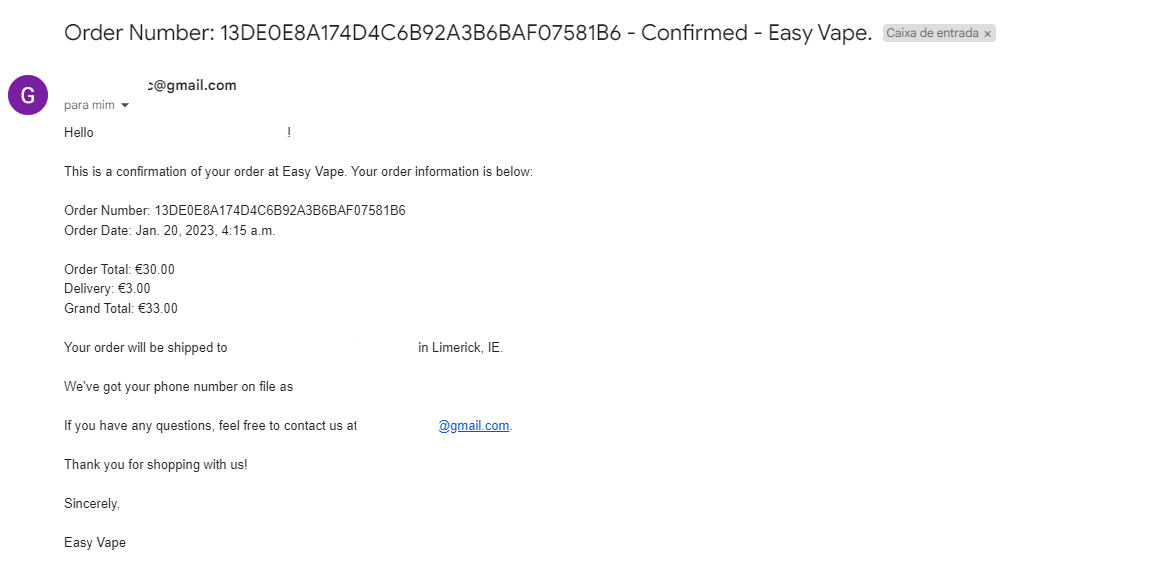 Order Number: 13DE0E8A174D4C6B92A3B6BAF07581B6 - Confirmed - Easy Vape. Caixa de entrada ×
G
c@gmail.com
para mim
Hello !
This is a confirmation of your order at Easy Vape. Your order information is below:
Order Number: 13DE0E8A174D4C6B92A3B6BAF07581B6
Order Date: Jan. 20, 2023, 4:15 a.m.
Order Total: €30.00
Delivery: €3.00
Grand Total: €33.00
Your order will be shipped to in Limerick, IE.
We've got your phone number on file as
If you have any questions, feel free to contact us at @gmail.com.
Thank you for shopping with us!
Sincerely,
Easy Vape